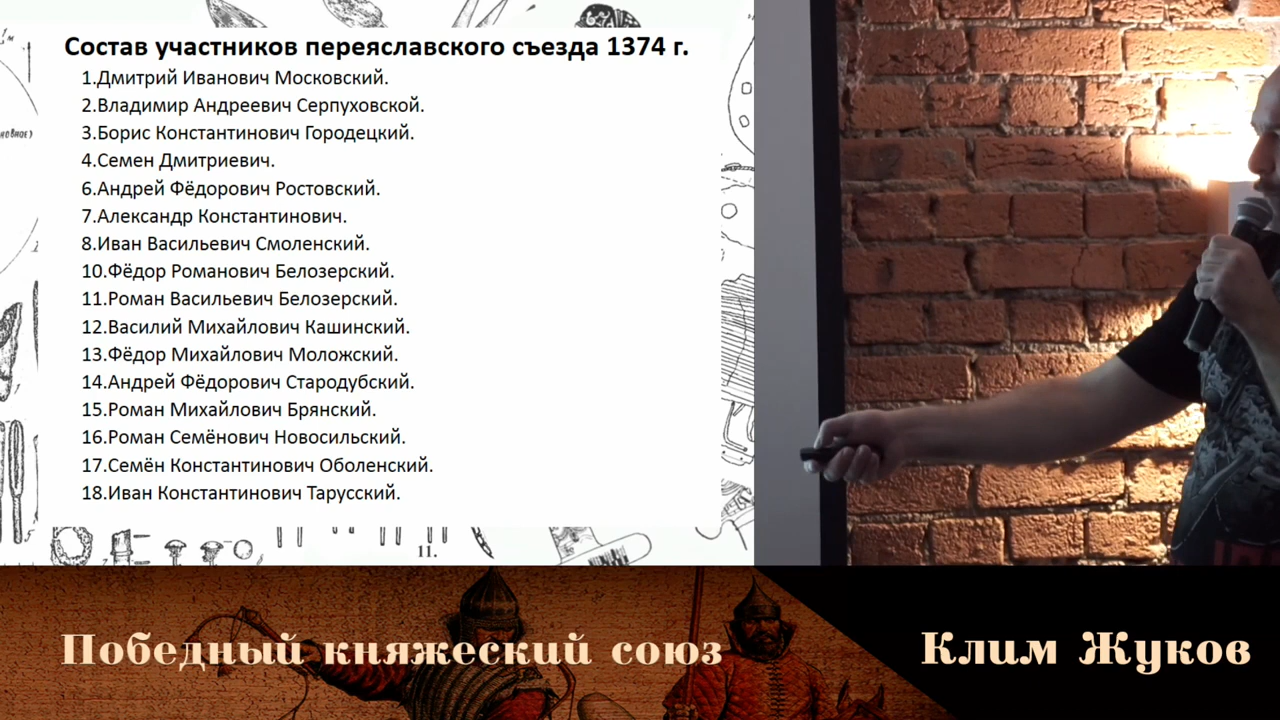 Состав участников переяславского съезда 1374 г.
1.Дмитрий Иванович Московский.
2.Владимир Андреевич Серпуховской.
3.Борис Константинович Городецкий.
4.Семен Дмитриевич.
6.Андрей Фёдорович Ростовский.
7.Александр Константинович.
8.Иван Васильевич Смоленский.
10.Фёдор Романович Белозерский.
11.Роман Васильевич Белозерский.
12.Василий Михайлович Кашинский.
13.Фёдор Михайлович Моложский.
14.Андрей Фёдорович Стародубский.
15.Роман Михайлович Брянский.
16.Роман Семёнович Новосильский.
17.Семён Константинович Оболенский.
18.Иван Константинович Тарусский.
II.
Победный княжеский союз
Клим Жуков